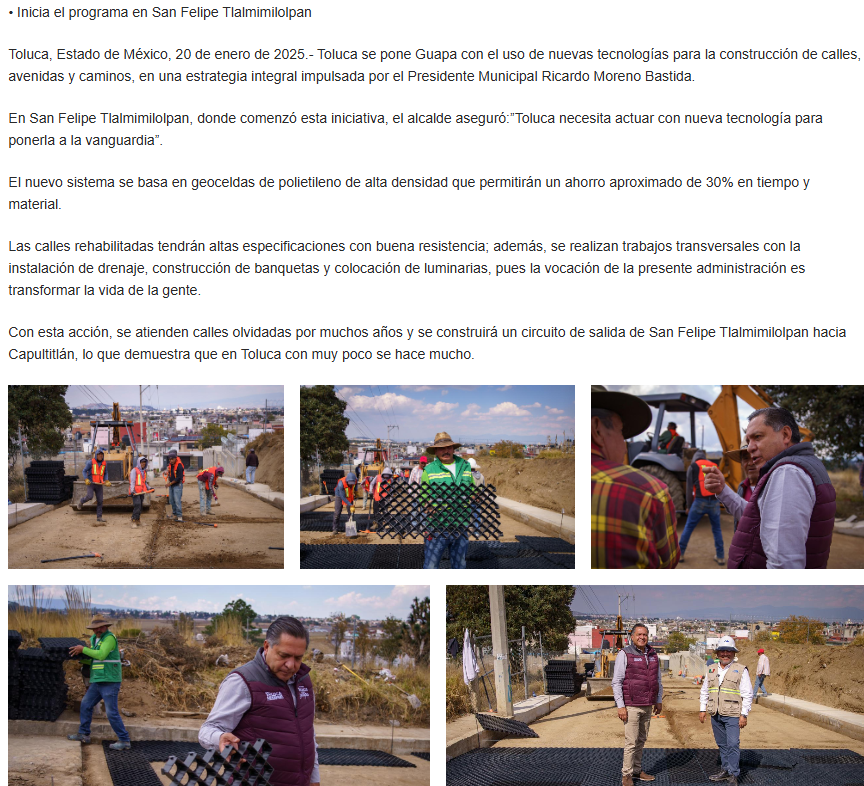 • Inicia el programa en San Felipe Tlalmimilolpan
Toluca, Estado de México, 20 de enero de 2025.- Toluca se pone Guapa con el uso de nuevas tecnologías para la construcción de calles,
avenidas y caminos, en una estrategia integral impulsada por el Presidente Municipal Ricardo Moreno Bastida.
En San Felipe Tlalmimilolpan, donde comenzó esta iniciativa, el alcalde aseguró:”Toluca necesita actuar con nueva tecnología para
ponerla a la vanguardia”.
El nuevo sistema se basa en geoceldas de polietileno de alta densidad que permitirán un ahorro aproximado de 30% en tiempo y
material.
Las calles rehabilitadas tendrán altas especificaciones con buena resistencia; además, se realizan trabajos transversales con la
instalación de drenaje, construcción de banquetas y colocación de luminarias, pues la vocación de la presente administración es
transformar la vida de la gente.
Con esta acción, se atienden calles olvidadas por muchos años y se construirá un circuito de salida de San Felipe Tlalmimilolpan hacia
Capultitlán, lo que demuestra que en Toluca con muy poco se hace mucho.